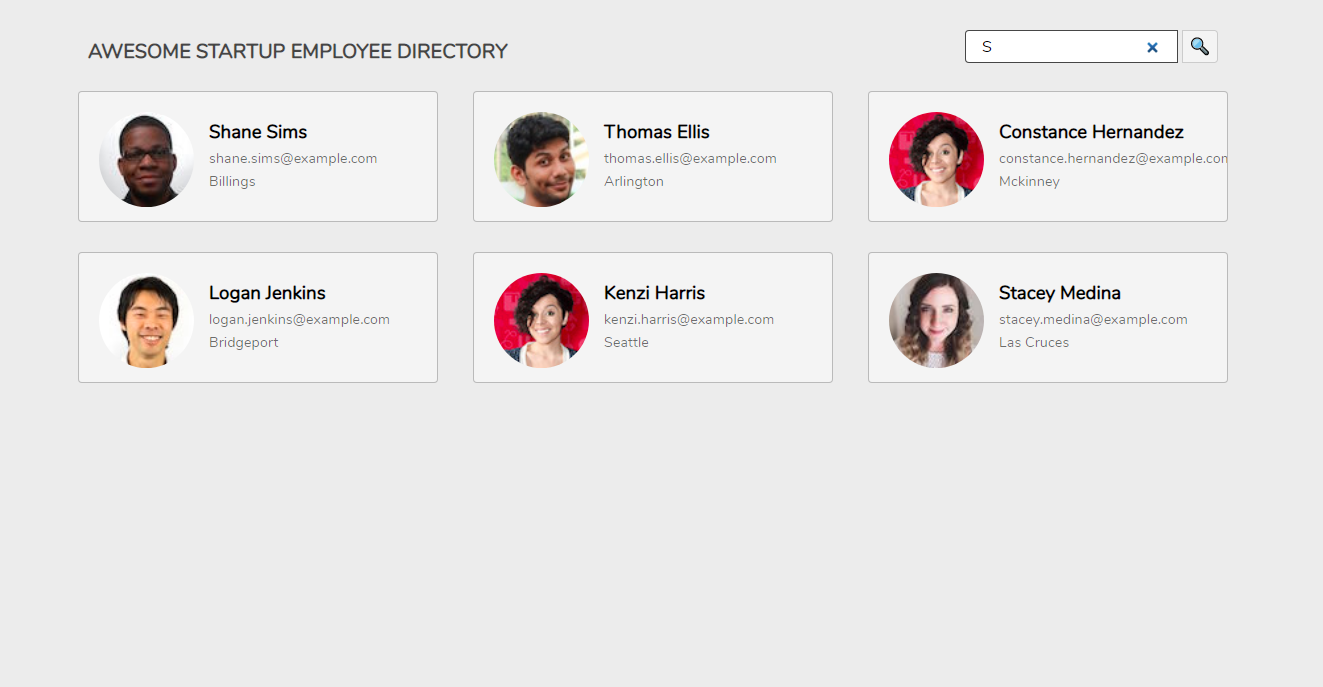 AWESOME STARTUP EMPLOYEE DIRECTORY
S
Shane Sims
shane.sims@example.com
Billings
Thomas Ellis
thomas.ellis@example.com
Arlington
Constance Hernandez
constance.hernandez@example.con
Mckinney
Logan Jenkins
logan.jenkins@example.com
Bridgeport
Kenzi Harris
kenzi.harris@example.com
Seattle
Stacey Medina
stacey.medina@example.com
Las Cruces